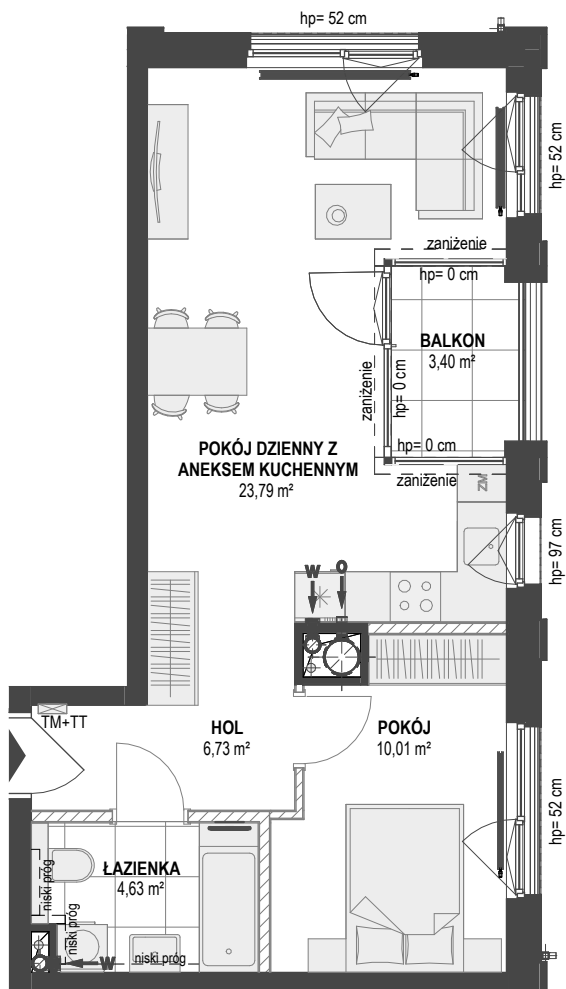 hp= 52 cm
hp= 52 cm
zaniżenie
hp= 0 cm
BALKON
3,40 m²
zaniżenie
hp= 0 cm
hp= 0 cm
zaniżenie
POKÓJ DZIENNY Z
ANEKSEM KUCHENNYM
23,79 m²
ZM
hp= 97 cm
W
O
TM+TT
HOL
6,73 m²
POKÓJ
10,01 m²
hp= 52 cm
ŁAZIENKA
4,63 m²
niski próg
niski próg
W
niski próg